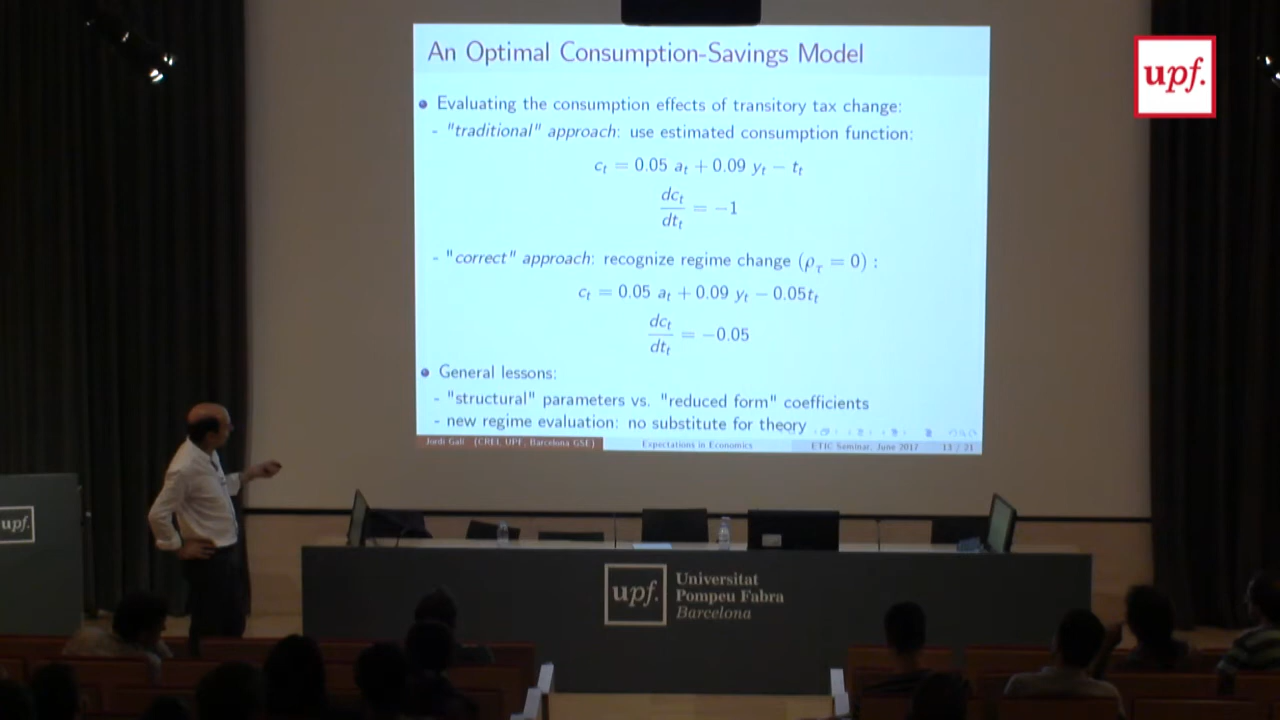 An Optimal Consumption-Savings Model
upf.
Evaluating the consumption effects of transitory tax change:
- "traditional" approach: use estimated consumption function:
c_t = 0.05 a_t + 0.09 y_t − t_t
dc_t/dt_t = −1
- "correct" approach: recognize regime change (ρ_τ = 0) :
c_t = 0.05 a_t + 0.09 y_t − 0.05t_t
dc_t/dt_t = −0.05
General lessons:
- "structural" parameters vs. "reduced form" coefficients
- new regime evaluation: no substitute for theory
Jordi Galí (CREI, UPF, Barcelona GSE) Expectations in Economics ETIC Seminar, June 2017 13 / 21
upf.
upf. Universitat
Pompeu Fabra
Barcelona